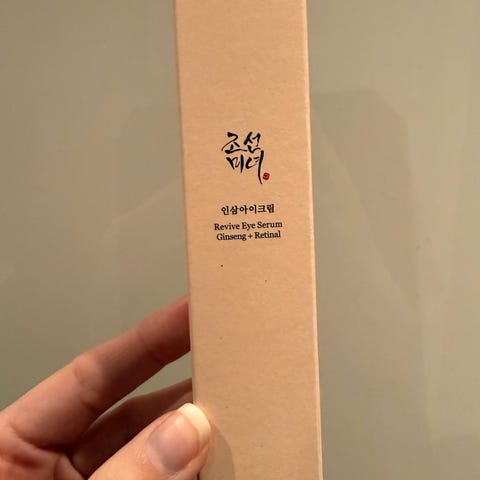 조선
미녀
인삼아이크림
Revive Eye Serum
Ginseng + Retinal